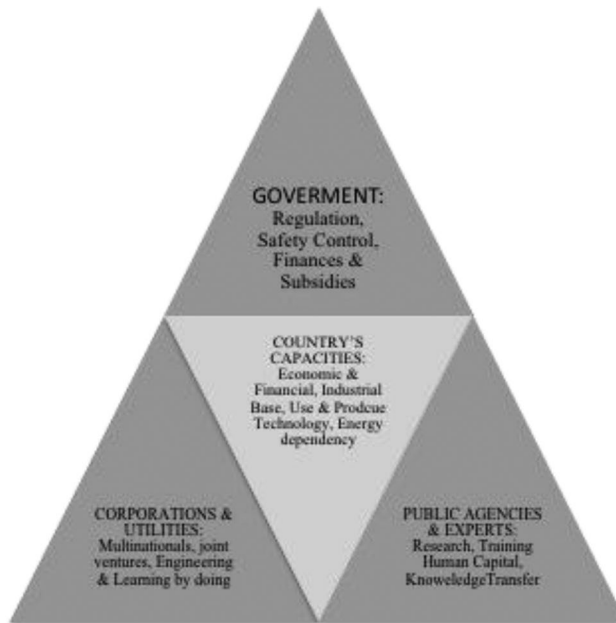 GOVERMENT:
Regulation,
Safety Control,
Finances &
Subsidies
COUNTRY'S
CAPACITIES:
Economic &
Financial, Industrial
Base, Use & Prodcue
Technology, Energy
dependency
CORPORATIONS &
UTILITIES:
Multinationals, joint
ventures, Engineering
& Learning by doing
PUBLIC AGENCIES
& EXPERTS:
Research, Training
Human Capital,
KnoweledgeTransfer